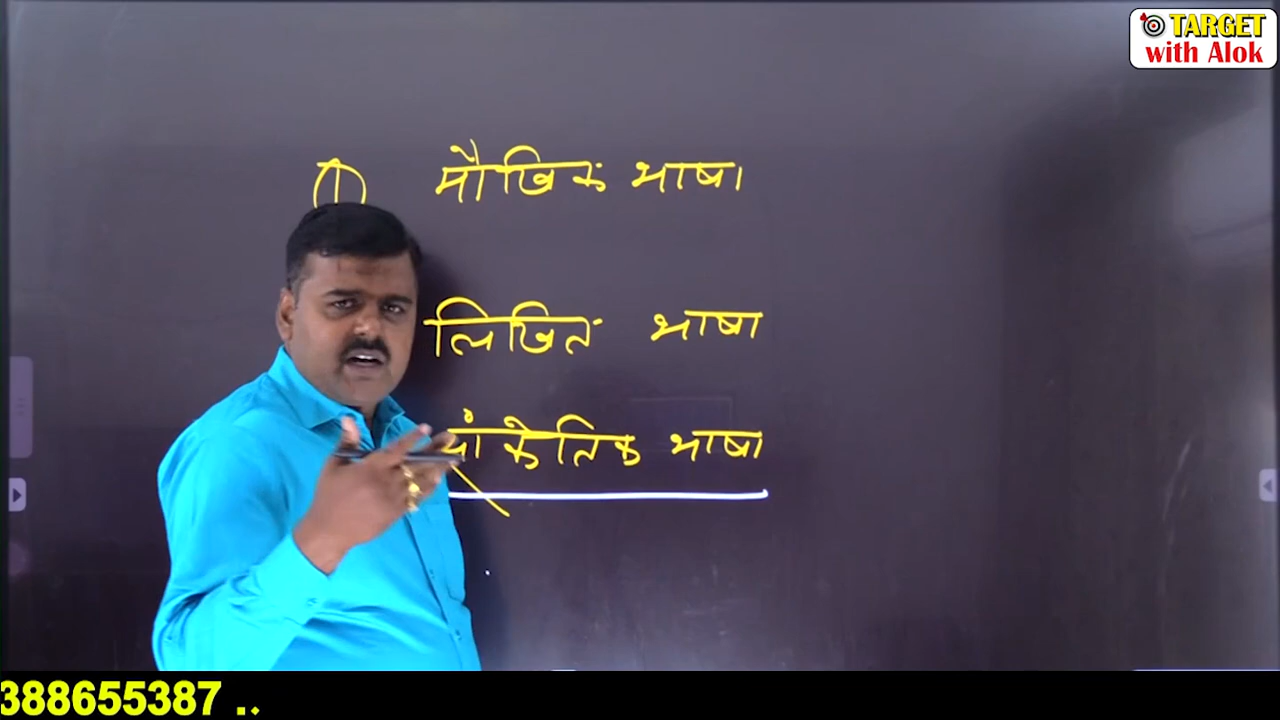 TARGET
with Alok
① मौखिक भाषा
लिखित भाषा
सांकेतिक भाषा
388655387 ..